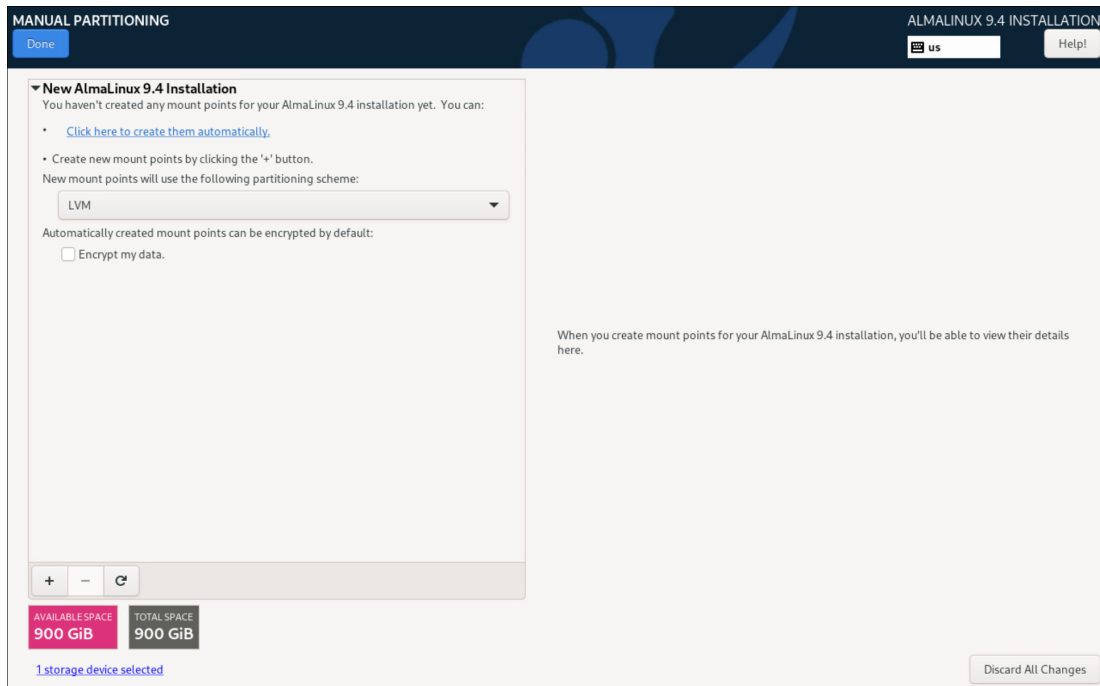 MANUAL PARTITIONING
ALMALINUX 9.4 INSTALLATION
Done
us
Help!
New AlmaLinux 9.4 Installation
You haven't created any mount points for your AlmaLinux 9.4 installation yet. You can:
• Click here to create them automatically.
• Create new mount points by clicking the '+' button.
New mount points will use the following partitioning scheme:
LVM
Automatically created mount points can be encrypted by default:
Encrypt my data.
When you create mount points for your AlmaLinux 9.4 installation, you'll be able to view their details
here.
+ −
AVAILABLE SPACE
900 GiB
TOTAL SPACE
900 GiB
1 storage device selected
Discard All Changes